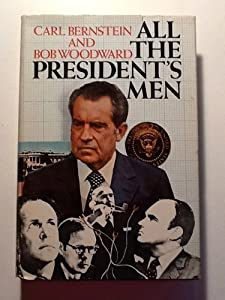 CARL BERNSTEIN
AND
BOB WOODWARD
ALL
THE
PRESIDENT'S
MEN